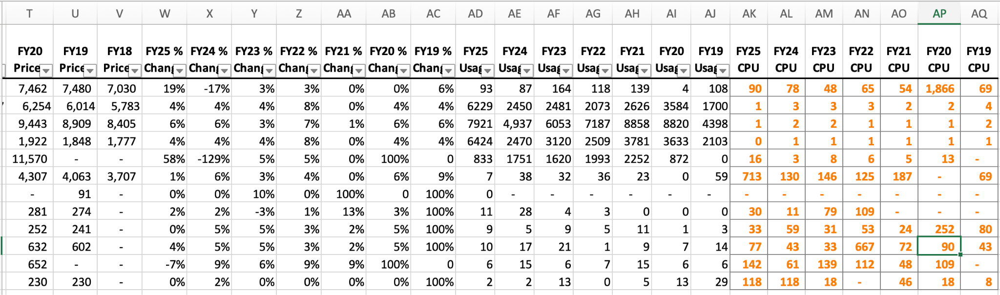 T U V W X Y Z AA AB AC AD AE AF AG AH AI AJ AK AL AM AN AO AP AQ
FY20 FY19 FY18 FY25 % FY24 % FY23 % FY22 % FY21 % FY20 % FY19 % FY25 FY24 FY23 FY22 FY21 FY20 FY19 FY25 FY24 FY23 FY22 FY21 FY20 FY19
Price Price Price Chang Chang Chang Chang Chang Chang Chang Usag Usag Usag Usag Usag Usag Usag CPU CPU CPU CPU CPU CPU CPU
7,462 7,480 7,030 19% -17% 3% 3% 0% 0% 6% 93 87 164 118 139 4 108 90 78 48 65 54 1,866 69
6,254 6,014 5,783 4% 4% 4% 8% 0% 4% 4% 6229 2450 2481 2073 2626 3584 1700 1 3 3 3 2 2 4
9,443 8,909 8,405 6% 6% 3% 7% 1% 6% 6% 7921 4,937 6053 7187 8858 8820 4398 1 2 2 1 1 1 2
1,922 1,848 1,777 4% 4% 4% 8% 0% 4% 4% 6424 2470 3120 2509 3781 3633 2103 0 1 1 1 1 1 1
11,570 - - 58% -129% 5% 5% 0% 100% 0 833 1751 1620 1993 2252 872 0 16 3 8 6 5 13 -
4,307 4,063 3,707 1% 6% 3% 4% 0% 6% 9% 7 38 32 36 23 0 59 713 130 146 125 187 - 69
- 91 - 0% 0% 10% 0% 100% 0 100% 0 - - - - - - - - - - - - -
281 274 - 2% 2% -3% 1% 13% 3% 100% 11 28 4 3 0 0 0 30 11 79 109 - - -
252 241 - 0% 5% 5% 3% 2% 5% 100% 9 5 9 5 11 1 3 33 59 31 53 24 252 80
632 602 - 4% 5% 5% 3% 2% 5% 100% 10 17 21 1 9 7 14 77 43 33 667 72 90 43
652 - - -7% 9% 6% 9% 9% 100% 0 6 15 6 7 15 6 6 142 61 139 112 48 109 -
230 230 - 0% 2% 0% 0% 0% 0% 100% 2 2 13 0 5 13 29 118 118 18 - 46 18 8